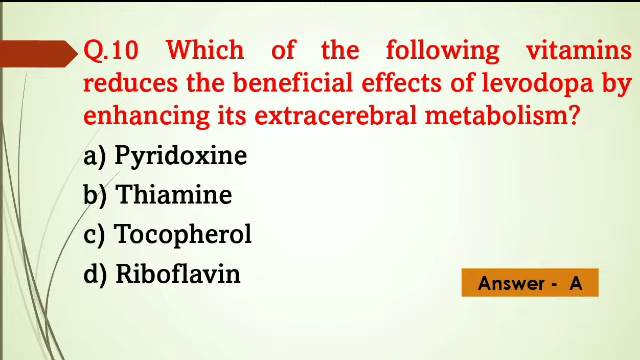 Q.10 Which of the following vitamins
reduces the beneficial effects of levodopa by
enhancing its extracerebral metabolism?
a) Pyridoxine
b) Thiamine
c) Tocopherol
d) Riboflavin
Answer - A